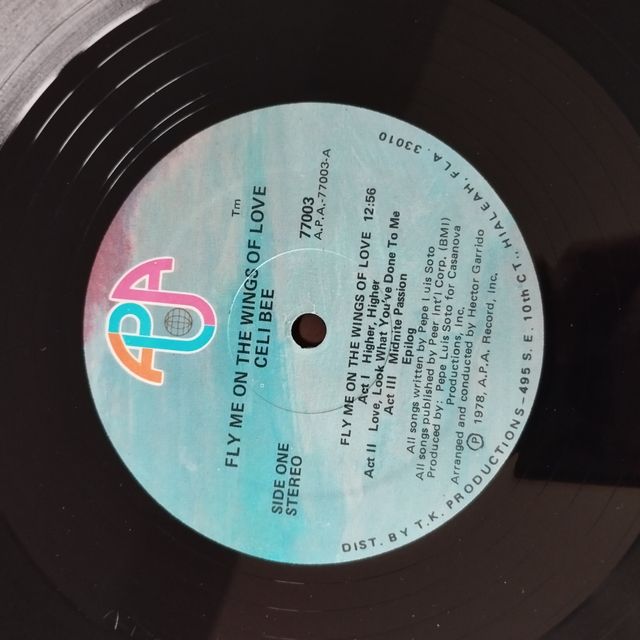 APA
Tm
FLY ME ON THE WINGS OF LOVE
CELI BEE
SIDE ONE
STEREO
77003
A.P.A.-77003-A
FLY ME ON THE WINGS OF LOVE 12:56
Act I Higher, Higher
Act II Love, Look What You've Done To Me
Act III Midnite Passion
Epilog
All songs written by Pepe Luis Soto
All songs published by Peer Int'l Corp. (BMI)
Produced by: Pepe Luis Soto for Casanova
Productions, Inc.
Arranged and conducted by Hector Garrido
Ⓟ 1978, A.P.A. Record, Inc.
DIST. BY T.K. PRODUCTIONS - 495 S. E. 10th CT., HIALEAH, FLA. 33010